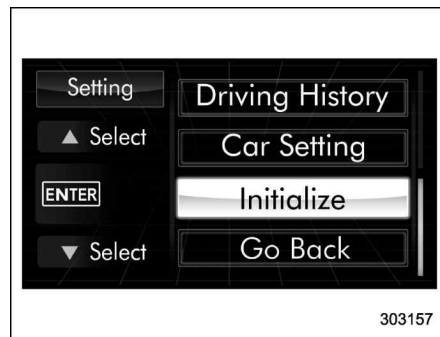 Setting
▲ Select
ENTER
▼ Select
Driving History
Car Setting
Initialize
Go Back
303157